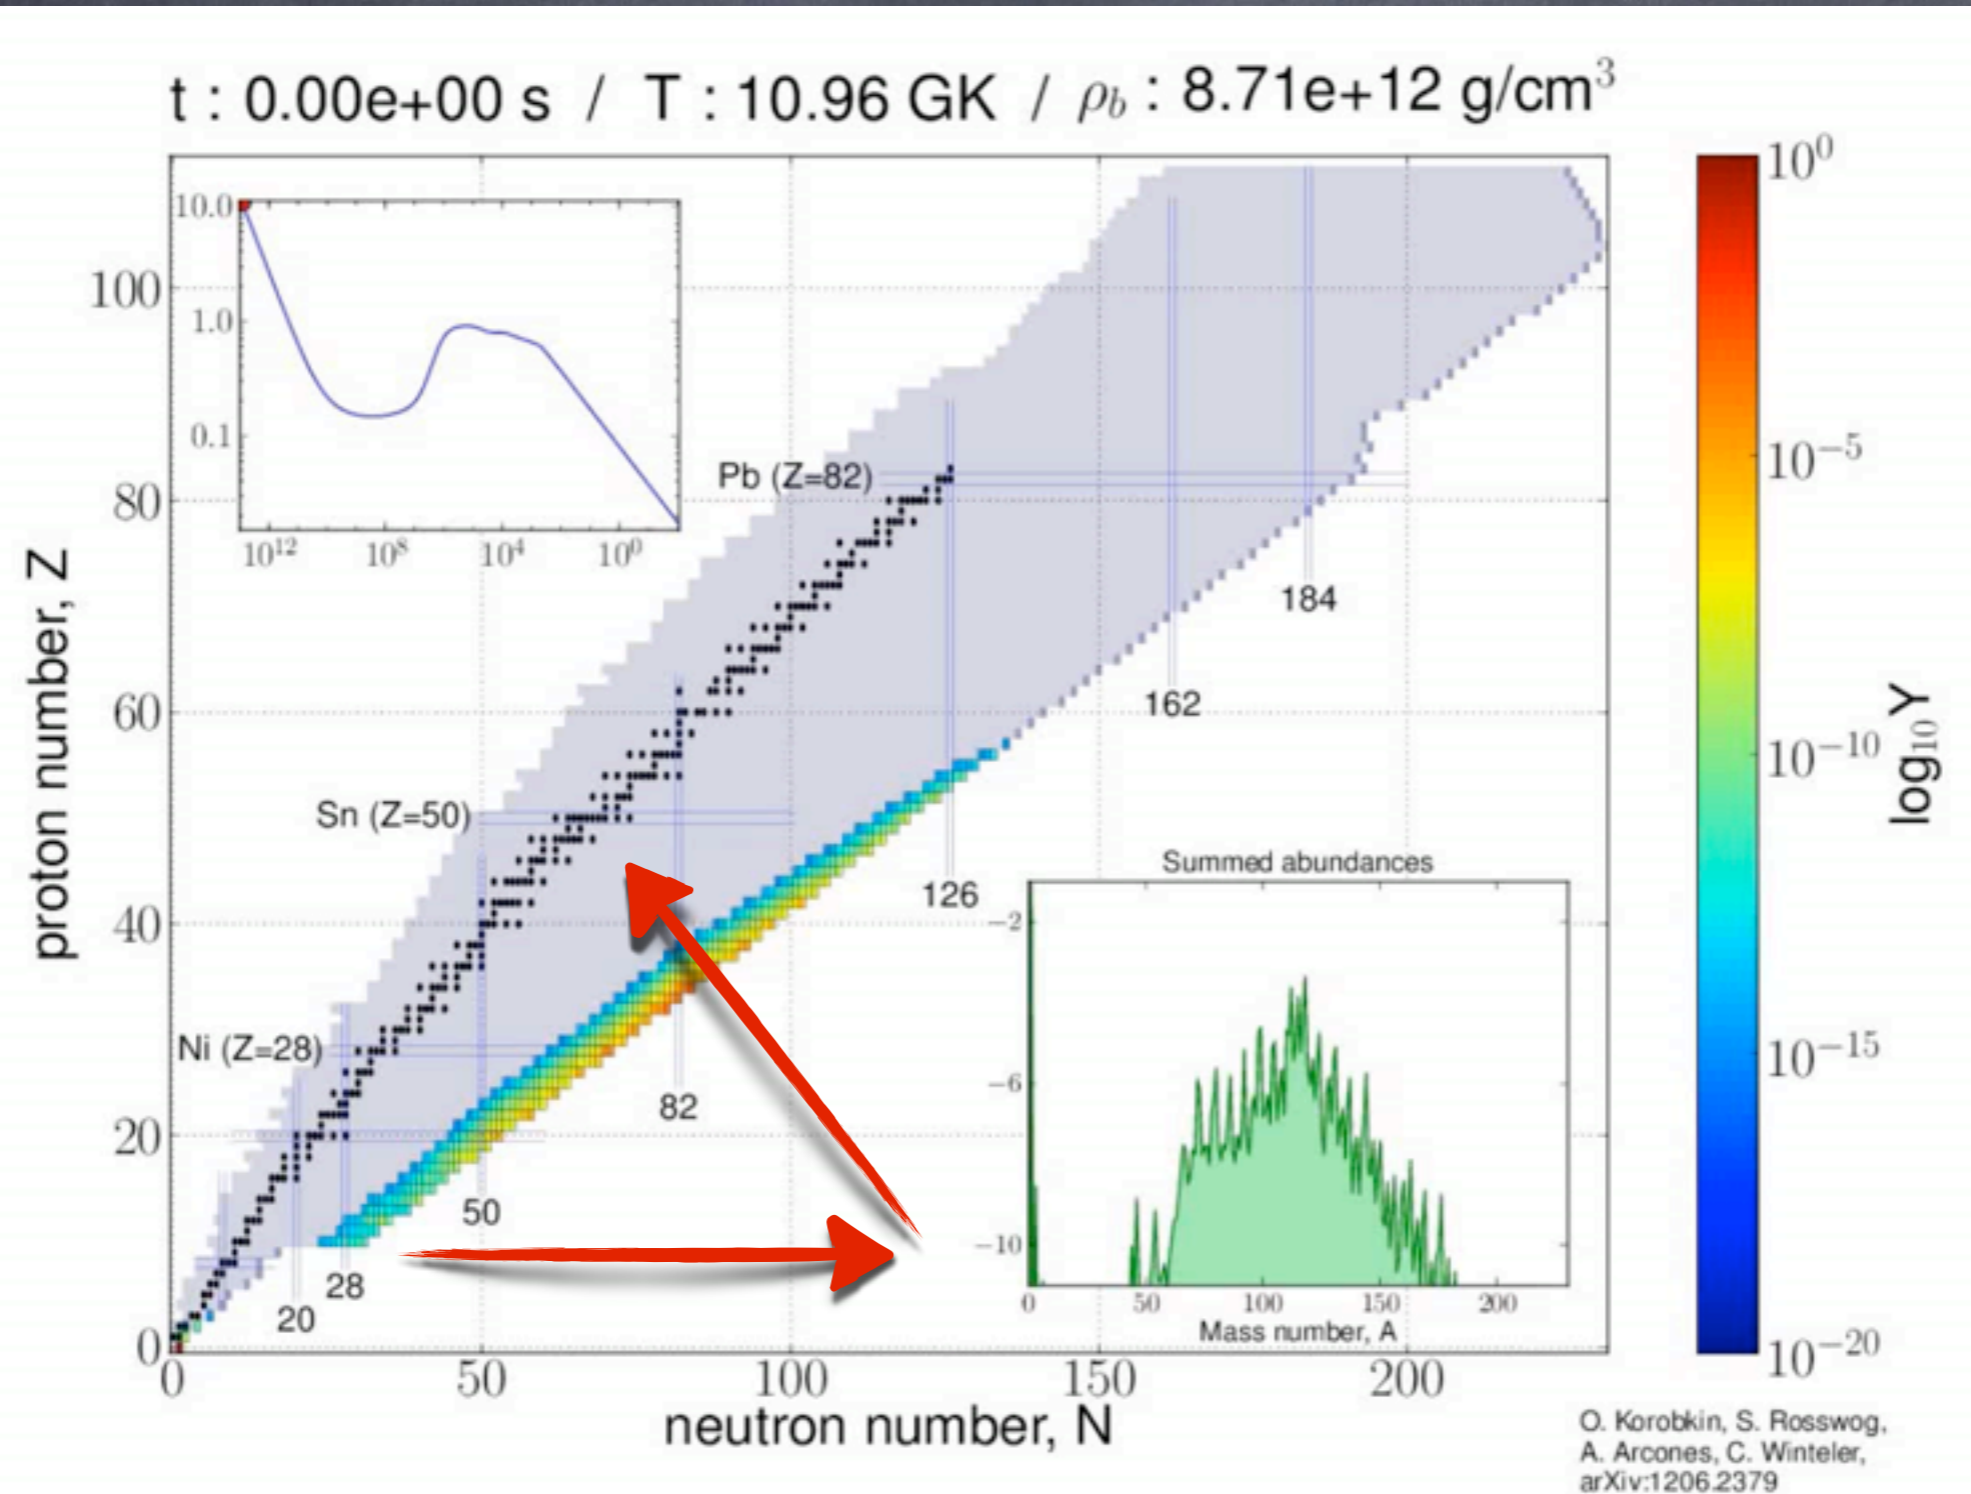 t : 0.00e+00 s / T : 10.96 GK / ρb : 8.71e+12 g/cm³
10.0
1.0
0.1
10¹² 10⁸ 10⁴ 10⁰
proton number, Z
100
80
60
40
20
0
Pb (Z=82)
Sn (Z=50)
Ni (Z=28)
184
162
126
82
50
28
20
Summed abundances
−2
−6
−10
0 50 100 150 200
Mass number, A
0 50 100 150 200
neutron number, N
10⁰
10⁻⁵
10⁻¹⁰
10⁻¹⁵
10⁻²⁰
log₁₀Y
O. Korobkin, S. Rosswog,
A. Arcones, C. Winteler,
arXiv:1206.2379